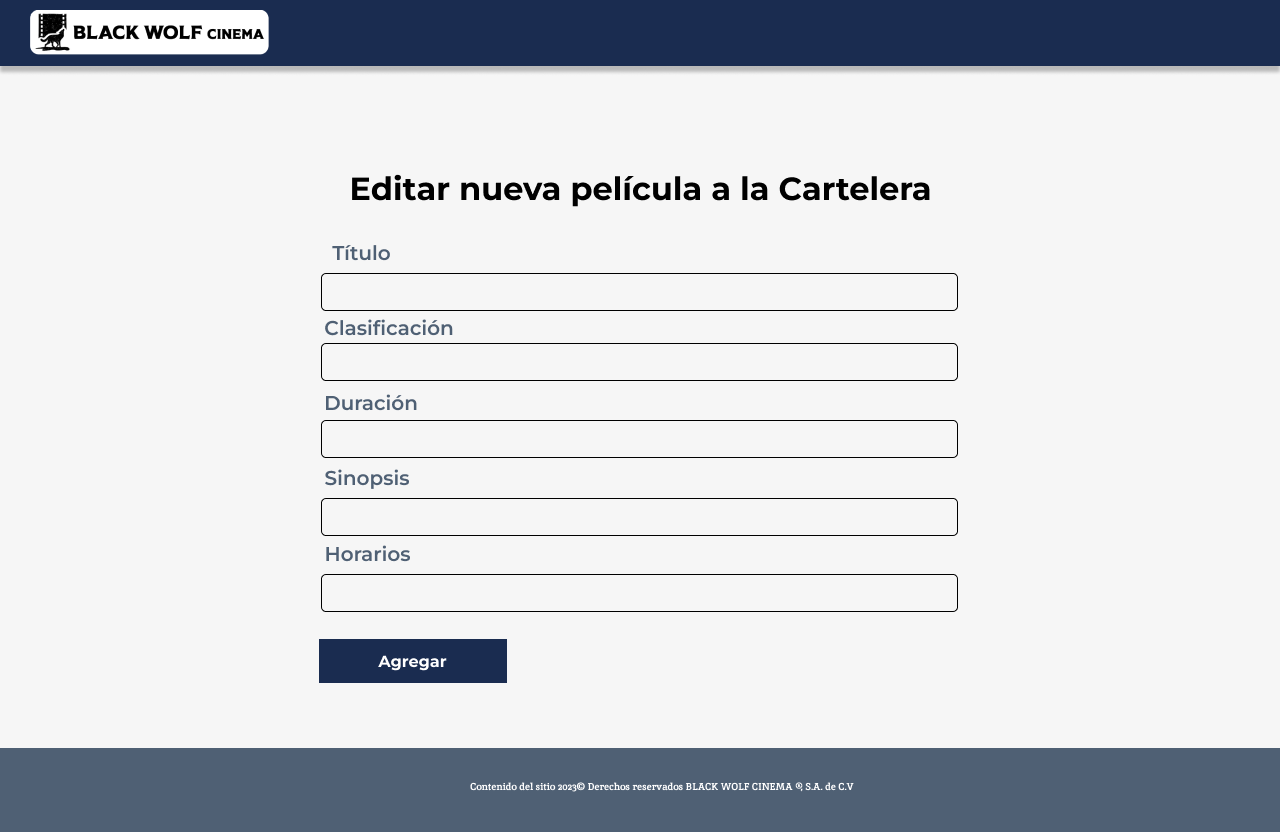 BLACK WOLF CINEMA
Editar nueva película a la Cartelera
Título
Clasificación
Duración
Sinopsis
Horarios
Agregar
Contenido del sitio 2023© Derechos reservados BLACK WOLF CINEMA ®, S.A. de C.V